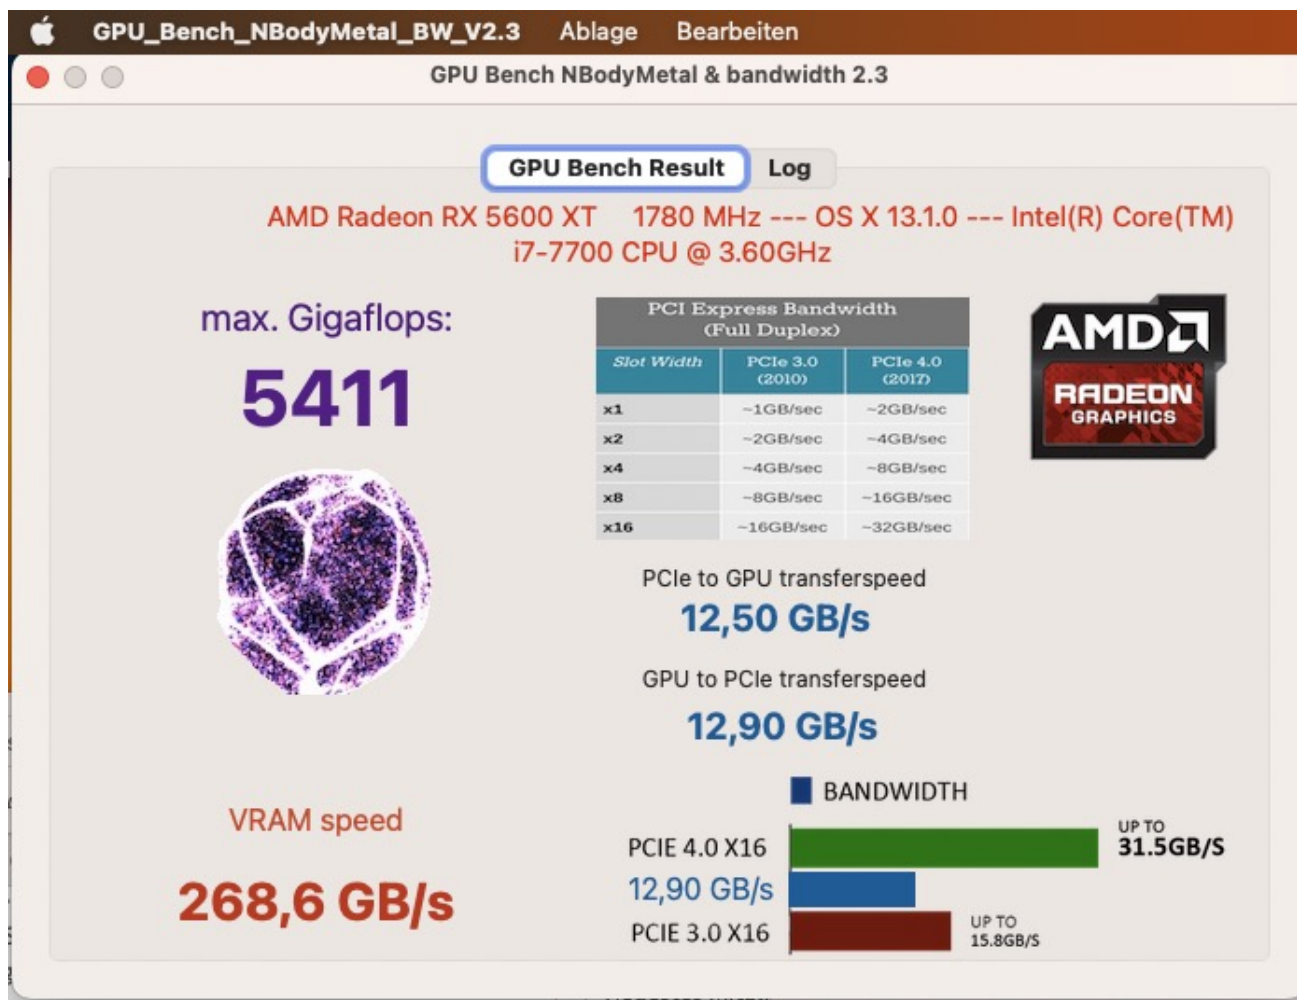 GPU_Bench_NBodyMetal_BW_V2.3 Ablage Bearbeiten
GPU Bench NBodyMetal & bandwidth 2.3
GPU Bench Result Log
AMD Radeon RX 5600 XT 1780 MHz --- OS X 13.1.0 --- Intel(R) Core(TM)
i7-7700 CPU @ 3.60GHz
max. Gigaflops:
5411
PCI Express Bandwidth
(Full Duplex)
Slot Width PCIe 3.0 (2010) PCIe 4.0 (2017)
x1 ~1GB/sec ~2GB/sec
x2 ~2GB/sec ~4GB/sec
x4 ~4GB/sec ~8GB/sec
x8 ~8GB/sec ~16GB/sec
x16 ~16GB/sec ~32GB/sec
AMD
RADEON
GRAPHICS
PCIe to GPU transferspeed
12,50 GB/s
GPU to PCIe transferspeed
12,90 GB/s
VRAM speed
268,6 GB/s
BANDWIDTH
PCIE 4.0 X16 UP TO 31.5GB/S
12,90 GB/s
PCIE 3.0 X16 UP TO 15.8GB/S